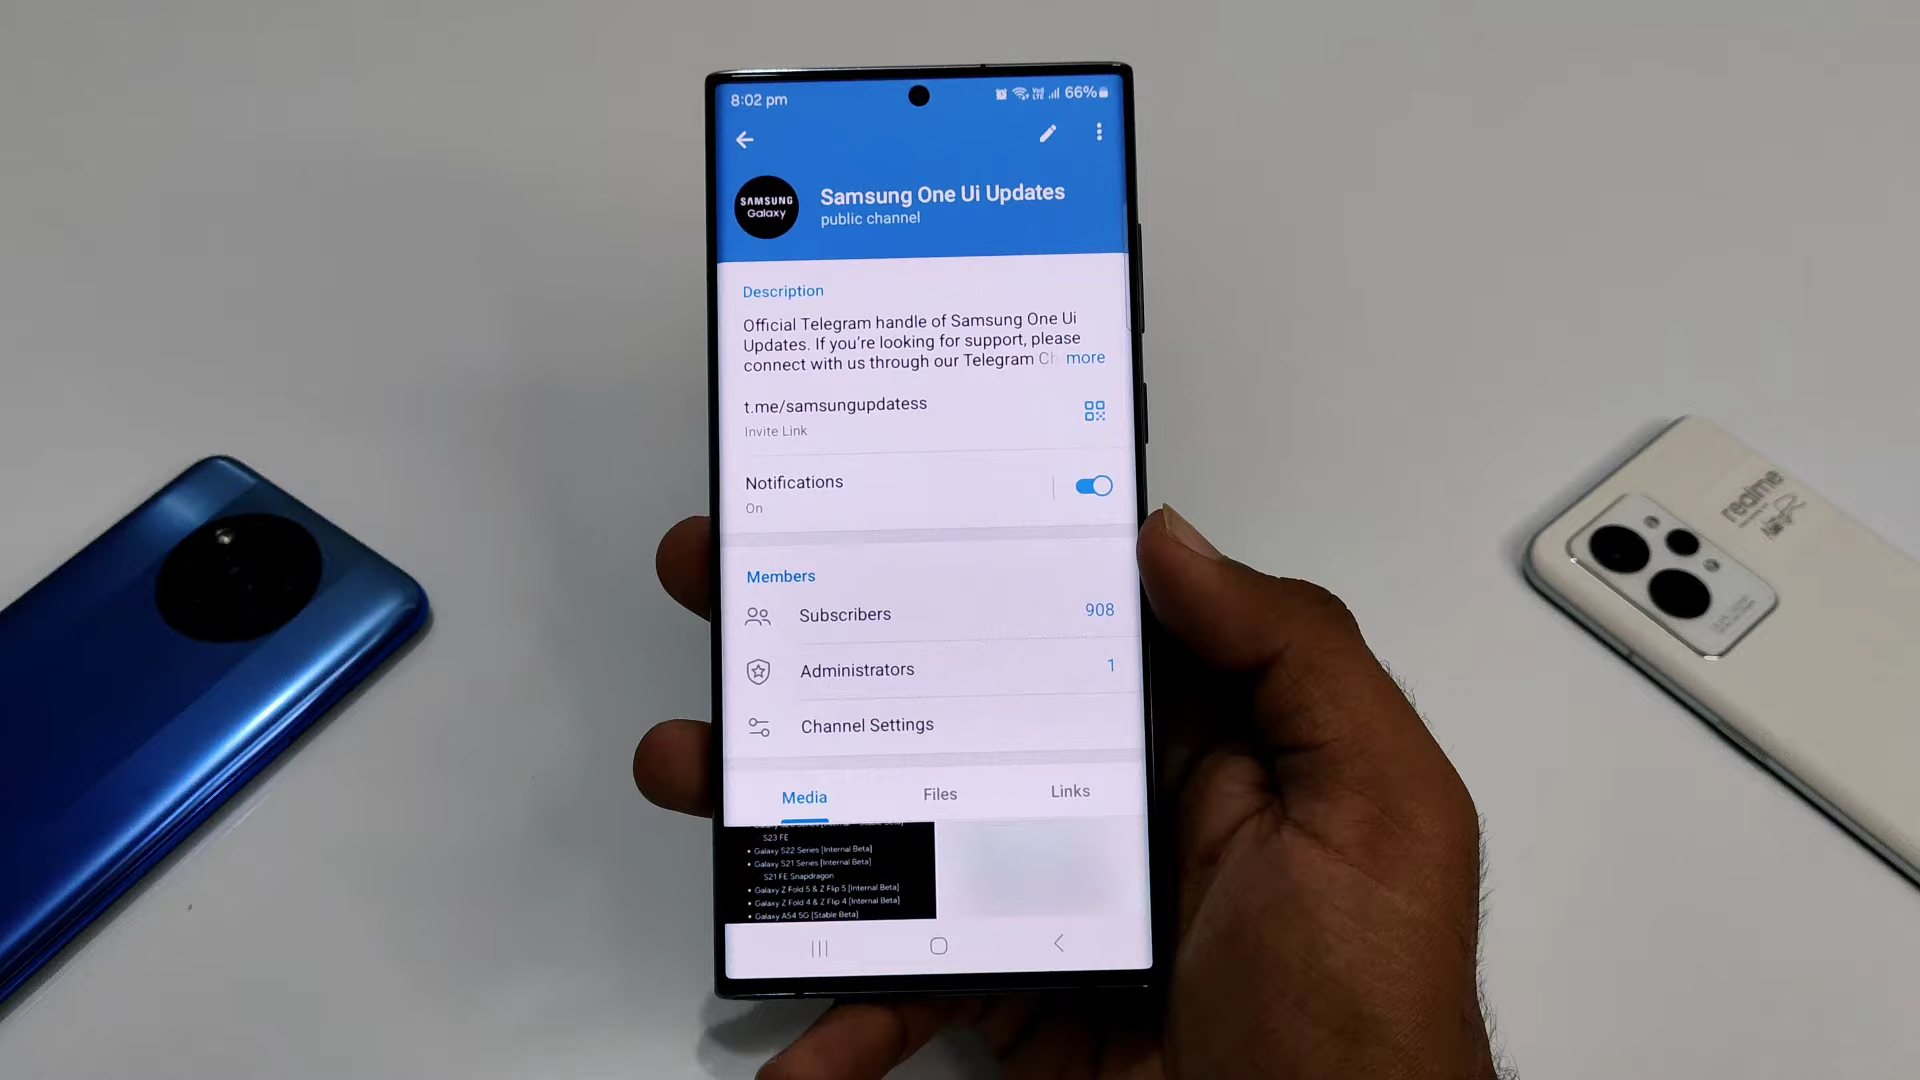 8:02 pm
66%
SAMSUNG
Galaxy
Samsung One Ui Updates
public channel
Description
Official Telegram handle of Samsung One Ui
Updates. If you're looking for support, please
connect with us through our Telegram Ch more
t.me/samsungupdatess
Invite Link
Notifications
On
Members
Subscribers 908
Administrators 1
Channel Settings
Media Files Links
S23 FE
• Galaxy S22 Series [Internal Beta]
• Galaxy S21 Series [Internal Beta]
S21 FE Snapdragon
• Galaxy Z Fold 5 & Z Flip 5 [Internal Beta]
• Galaxy Z Fold 4 & Z Flip 4 [Internal Beta]
• Galaxy A54 5G [Stable Beta]
realme